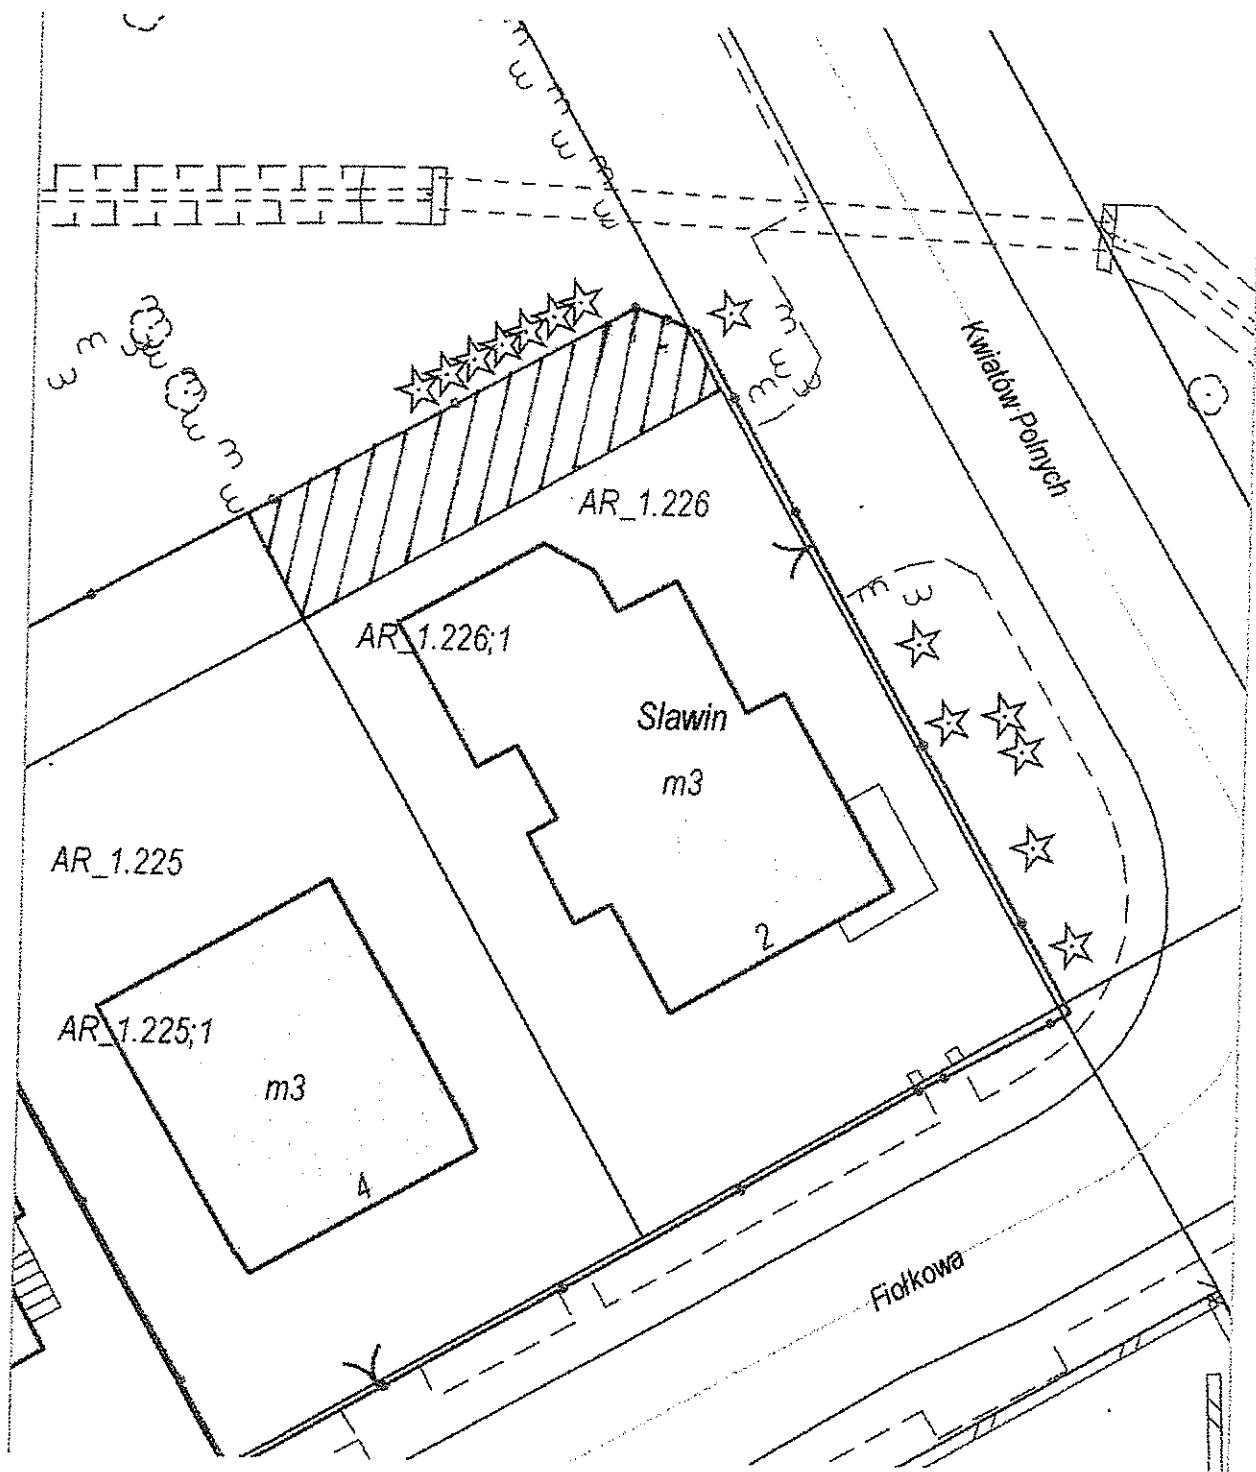 Kwiatów Polnych
AR_1.226
AR_1.226;1
Slawin
m3
AR_1.225
2
AR_1.225;1
m3
4
Fiołkowa